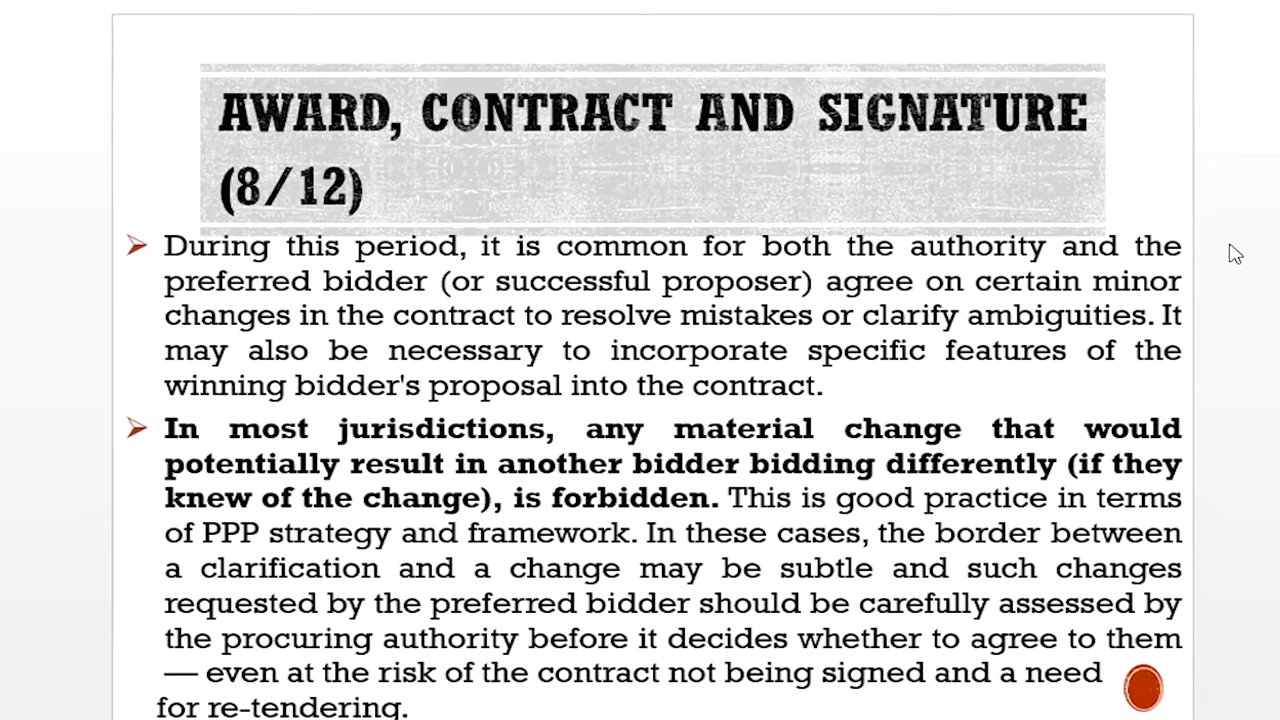 AWARD, CONTRACT AND SIGNATURE
(8/12)
During this period, it is common for both the authority and the
preferred bidder (or successful proposer) agree on certain minor
changes in the contract to resolve mistakes or clarify ambiguities. It
may also be necessary to incorporate specific features of the
winning bidder's proposal into the contract.
In most jurisdictions, any material change that would
potentially result in another bidder bidding differently (if they
knew of the change), is forbidden. This is good practice in terms
of PPP strategy and framework. In these cases, the border between
a clarification and a change may be subtle and such changes
requested by the preferred bidder should be carefully assessed by
the procuring authority before it decides whether to agree to them
— even at the risk of the contract not being signed and a need
for re-tendering.